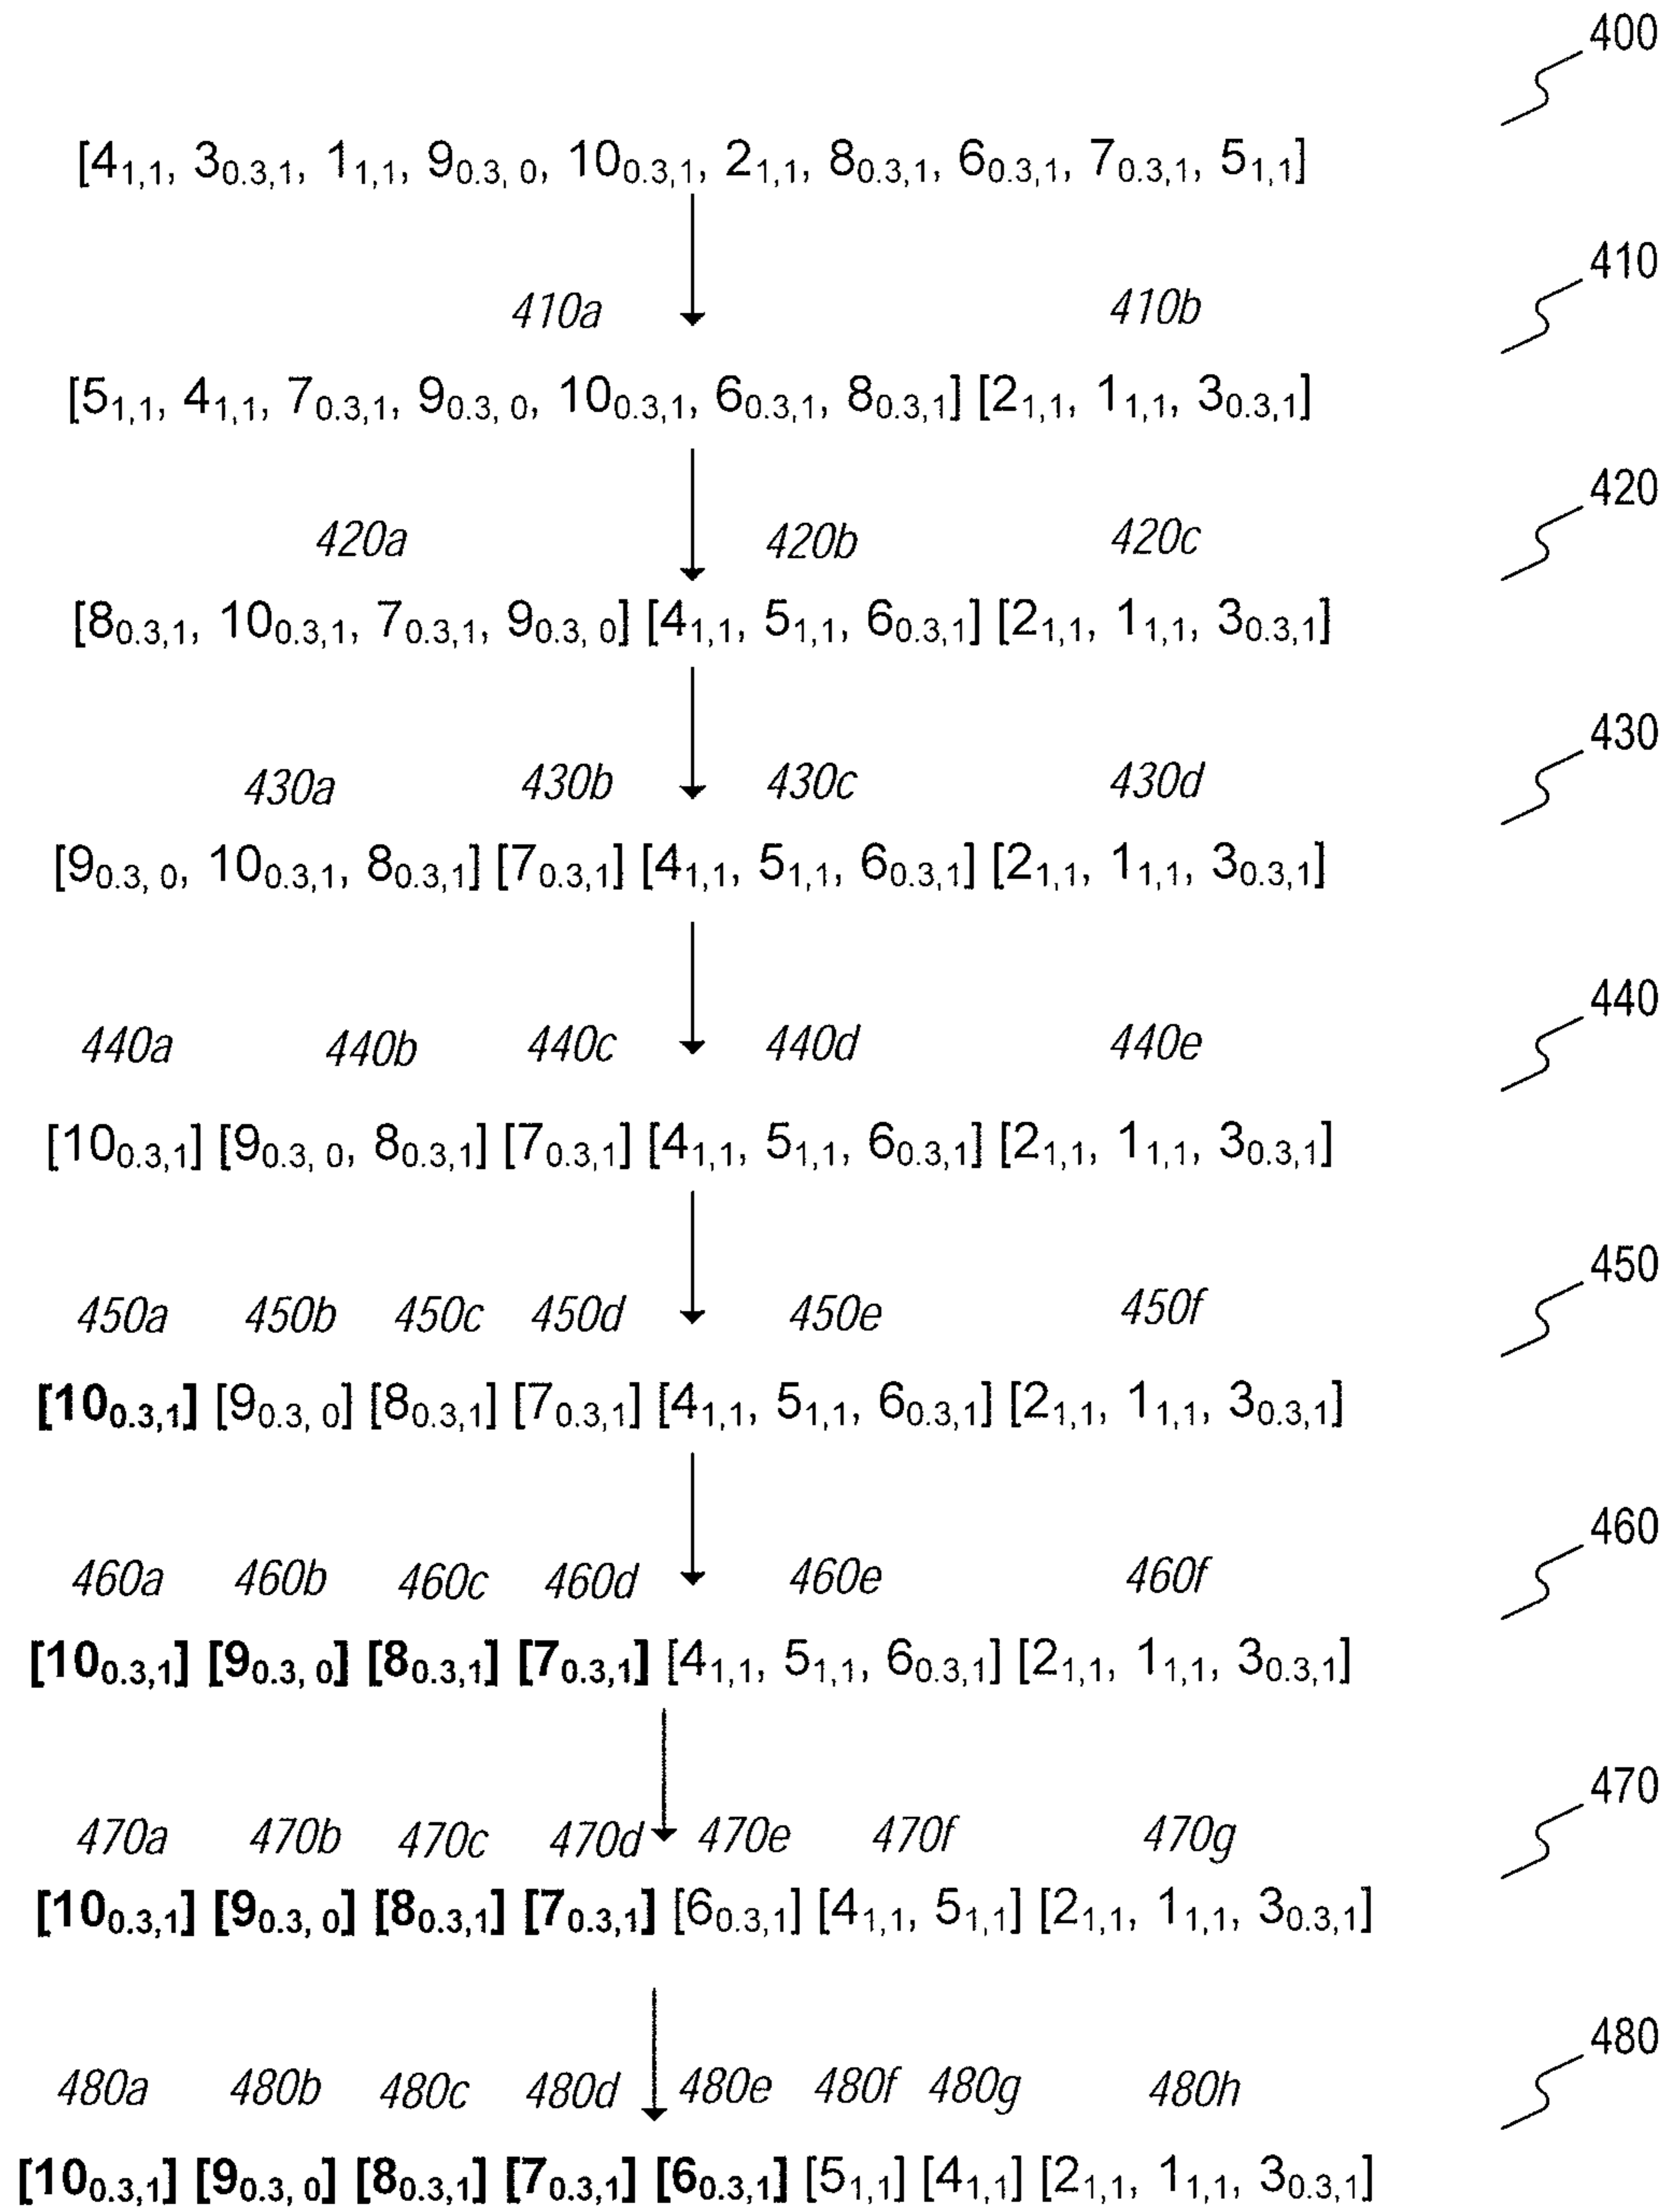 400
[4₁,₁, 3₀.₃,₁, 1₁,₁, 9₀.₃, ₀, 10₀.₃,₁, 2₁,₁, 8₀.₃,₁, 6₀.₃,₁, 7₀.₃,₁, 5₁,₁]
410
410a 410b
[5₁,₁, 4₁,₁, 7₀.₃,₁, 9₀.₃, ₀, 10₀.₃,₁, 6₀.₃,₁, 8₀.₃,₁] [2₁,₁, 1₁,₁, 3₀.₃,₁]
420
420a 420b 420c
[8₀.₃,₁, 10₀.₃,₁, 7₀.₃,₁, 9₀.₃, ₀] [4₁,₁, 5₁,₁, 6₀.₃,₁] [2₁,₁, 1₁,₁, 3₀.₃,₁]
430
430a 430b 430c 430d
[9₀.₃, ₀, 10₀.₃,₁, 8₀.₃,₁] [7₀.₃,₁] [4₁,₁, 5₁,₁, 6₀.₃,₁] [2₁,₁, 1₁,₁, 3₀.₃,₁]
440
440a 440b 440c 440d 440e
[10₀.₃,₁] [9₀.₃, ₀, 8₀.₃,₁] [7₀.₃,₁] [4₁,₁, 5₁,₁, 6₀.₃,₁] [2₁,₁, 1₁,₁, 3₀.₃,₁]
450
450a 450b 450c 450d 450e 450f
[10₀.₃,₁] [9₀.₃, ₀] [8₀.₃,₁] [7₀.₃,₁] [4₁,₁, 5₁,₁, 6₀.₃,₁] [2₁,₁, 1₁,₁, 3₀.₃,₁]
460
460a 460b 460c 460d 460e 460f
[10₀.₃,₁] [9₀.₃, ₀] [8₀.₃,₁] [7₀.₃,₁] [4₁,₁, 5₁,₁, 6₀.₃,₁] [2₁,₁, 1₁,₁, 3₀.₃,₁]
470
470a 470b 470c 470d 470e 470f 470g
[10₀.₃,₁] [9₀.₃, ₀] [8₀.₃,₁] [7₀.₃,₁] [6₀.₃,₁] [4₁,₁, 5₁,₁] [2₁,₁, 1₁,₁, 3₀.₃,₁]
480
480a 480b 480c 480d 480e 480f 480g 480h
[10₀.₃,₁] [9₀.₃, ₀] [8₀.₃,₁] [7₀.₃,₁] [6₀.₃,₁] [5₁,₁] [4₁,₁] [2₁,₁, 1₁,₁, 3₀.₃,₁]